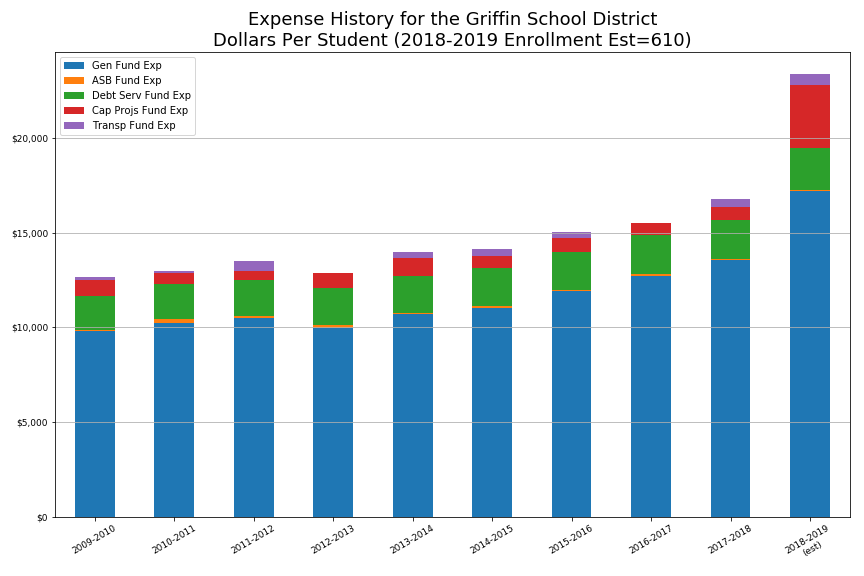 Expense History for the Griffin School District
Dollars Per Student (2018-2019 Enrollment Est=610)
Gen Fund Exp
ASB Fund Exp
Debt Serv Fund Exp
Cap Projs Fund Exp
Transp Fund Exp
$20,000
$15,000
$10,000
$5,000
$0
2009-2010
2010-2011
2011-2012
2012-2013
2013-2014
2014-2015
2015-2016
2016-2017
2017-2018
2018-2019
(est)